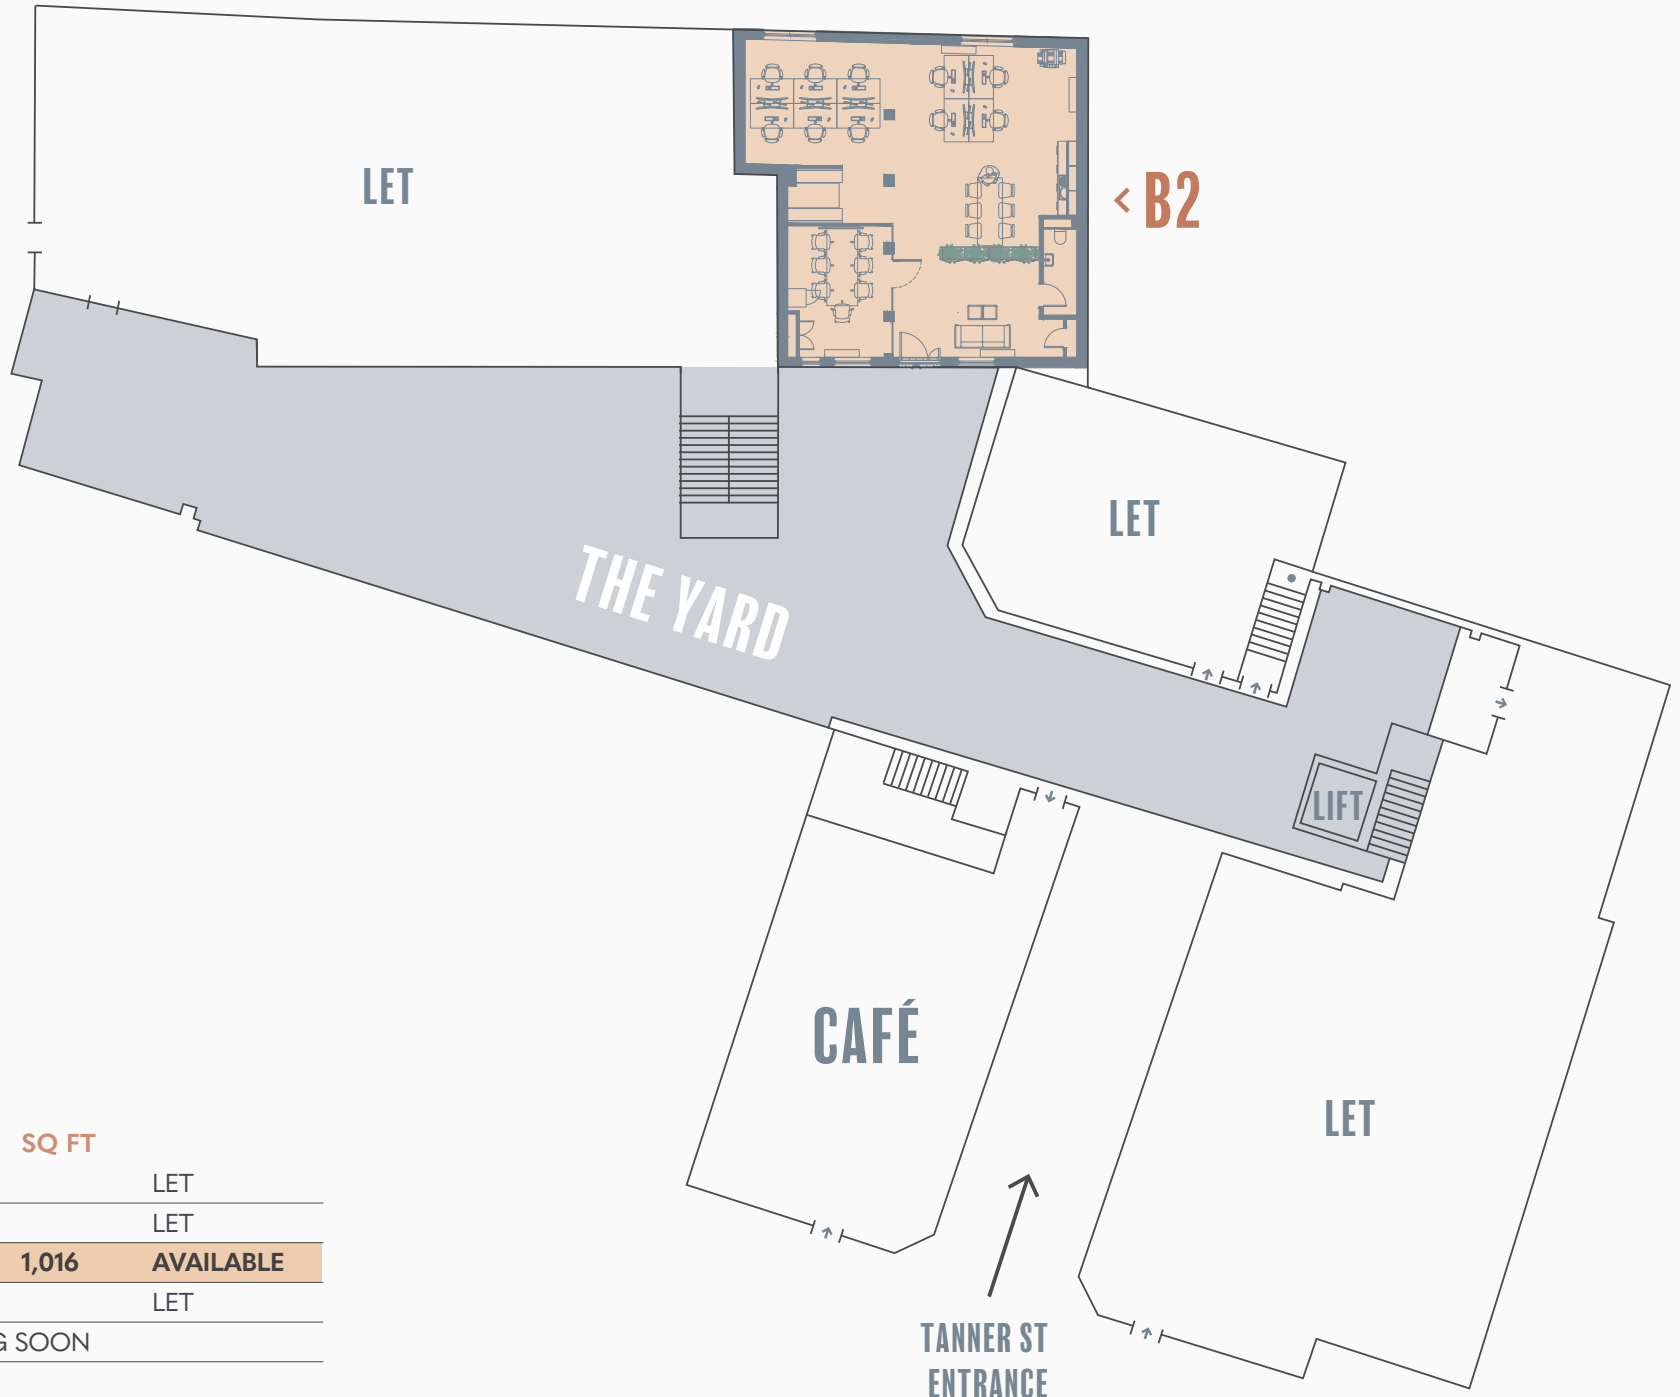 LET
< B2
LET
THE YARD
LIFT
CAFÉ
LET
SQ FT
LET
LET
1,016 AVAILABLE
LET
G SOON
TANNER ST
ENTRANCE